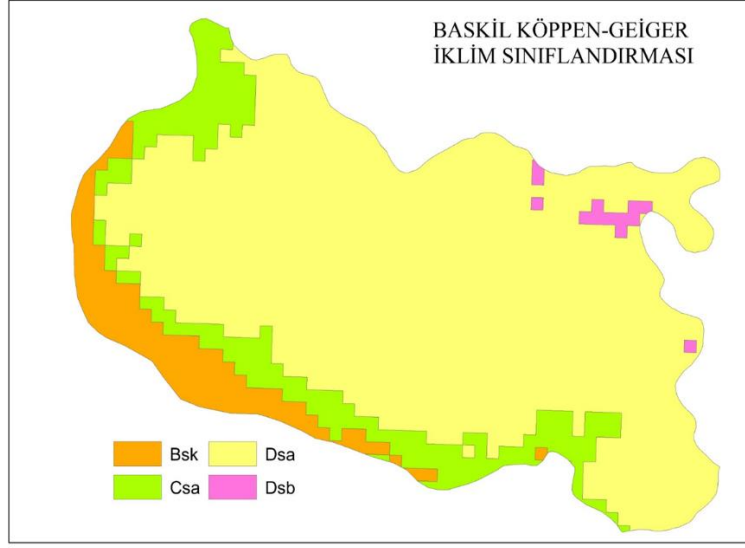 BASKİL KÖPPEN-GEİGER
İKLİM SINIFLANDIRMASI
Bsk Dsa
Csa Dsb